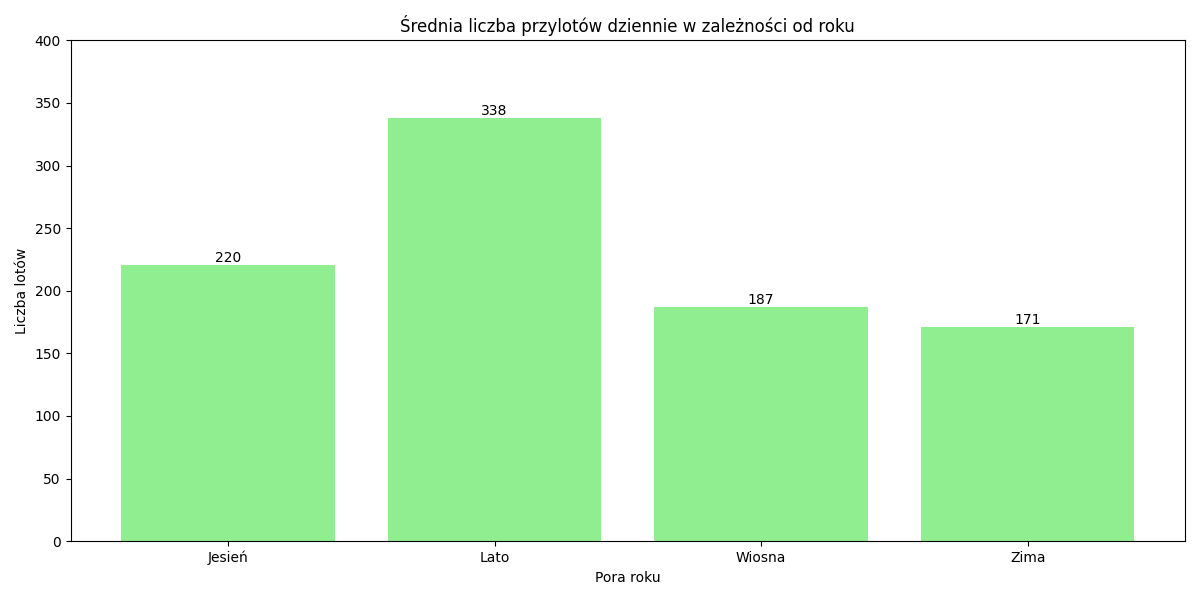 Średnia liczba przylotów dziennie w zależności od roku
400
350
300
250
200
150
100
50
0
Liczba lotów
220
338
187
171
Jesień
Lato
Wiosna
Zima
Pora roku